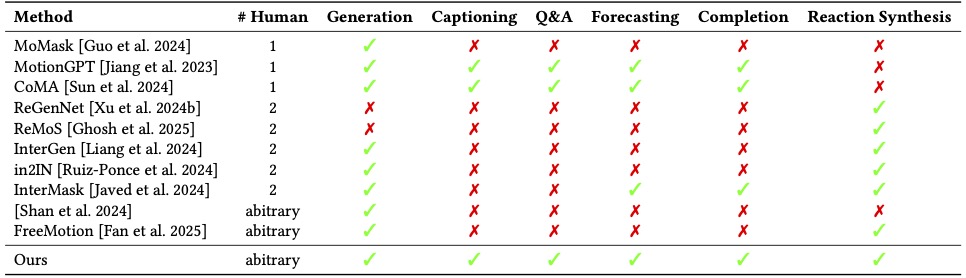 Method # Human Generation Captioning Q&A Forecasting Completion Reaction Synthesis
MoMask [Guo et al. 2024] 1 ✓ ✗ ✗ ✗ ✗ ✗
MotionGPT [Jiang et al. 2023] 1 ✓ ✓ ✓ ✓ ✓ ✗
CoMA [Sun et al. 2024] 1 ✓ ✓ ✓ ✓ ✓ ✗
ReGenNet [Xu et al. 2024b] 2 ✗ ✗ ✗ ✗ ✗ ✓
ReMoS [Ghosh et al. 2025] 2 ✗ ✗ ✗ ✗ ✗ ✓
InterGen [Liang et al. 2024] 2 ✓ ✗ ✗ ✗ ✗ ✓
in2IN [Ruiz-Ponce et al. 2024] 2 ✓ ✗ ✗ ✗ ✗ ✓
InterMask [Javed et al. 2024] 2 ✓ ✗ ✗ ✓ ✓ ✓
[Shan et al. 2024] abitrary ✓ ✗ ✗ ✗ ✗ ✗
FreeMotion [Fan et al. 2025] abitrary ✓ ✗ ✗ ✗ ✗ ✓
Ours abitrary ✓ ✓ ✓ ✓ ✓ ✓